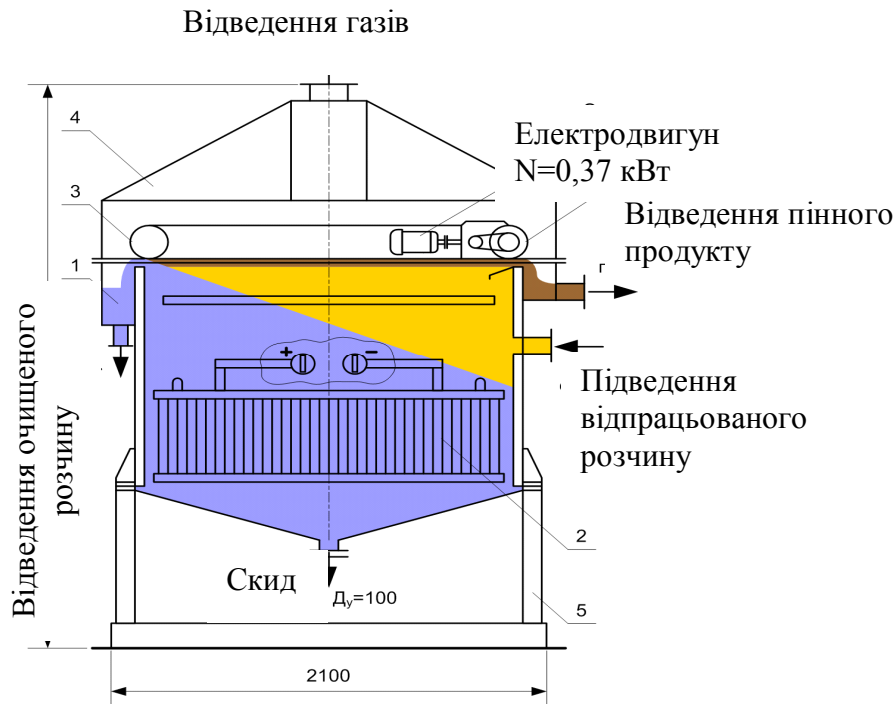 Відведення газів
4
Електродвигун
N=0,37 кВт
3
Відведення пінного
продукту
г
1
+
−
Підведення
відпрацьованого
розчину
Відведення очищеного
розчину
2
Скид
Ду=100
5
2100